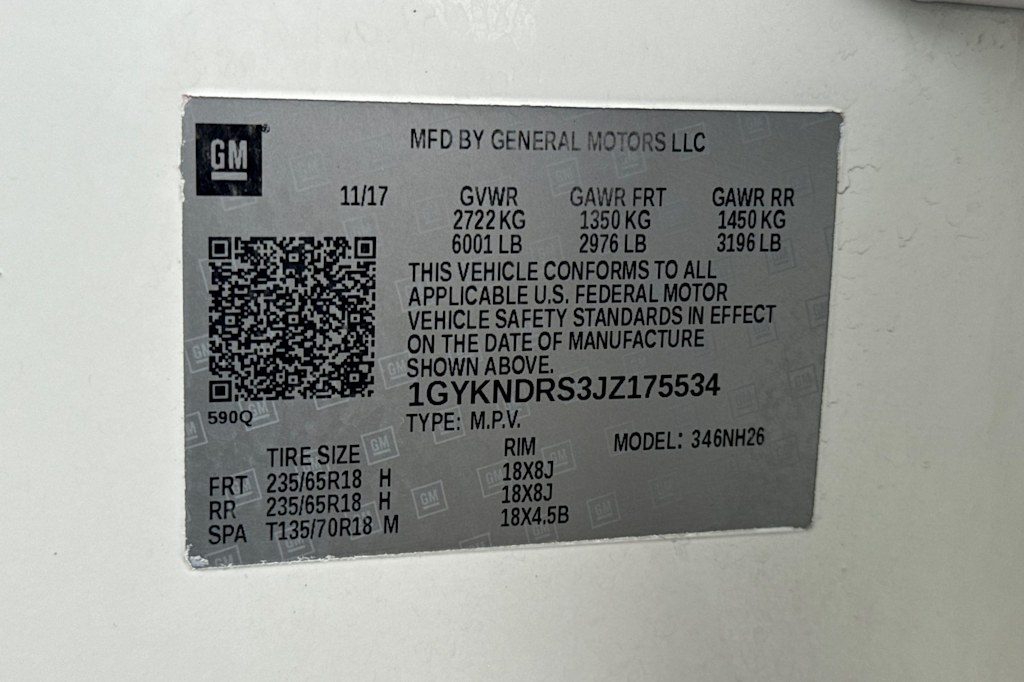 GM
MFD BY GENERAL MOTORS LLC
11/17 GVWR GAWR FRT GAWR RR
2722 KG 1350 KG 1450 KG
6001 LB 2976 LB 3196 LB
THIS VEHICLE CONFORMS TO ALL
APPLICABLE U.S. FEDERAL MOTOR
VEHICLE SAFETY STANDARDS IN EFFECT
ON THE DATE OF MANUFACTURE
SHOWN ABOVE.
1GYKNDRS3JZ175534
590Q
TYPE: M.P.V. MODEL: 346NH26
TIRE SIZE RIM
FRT 235/65R18 H 18X8J
RR 235/65R18 H 18X8J
SPA T135/70R18 M 18X4.5B